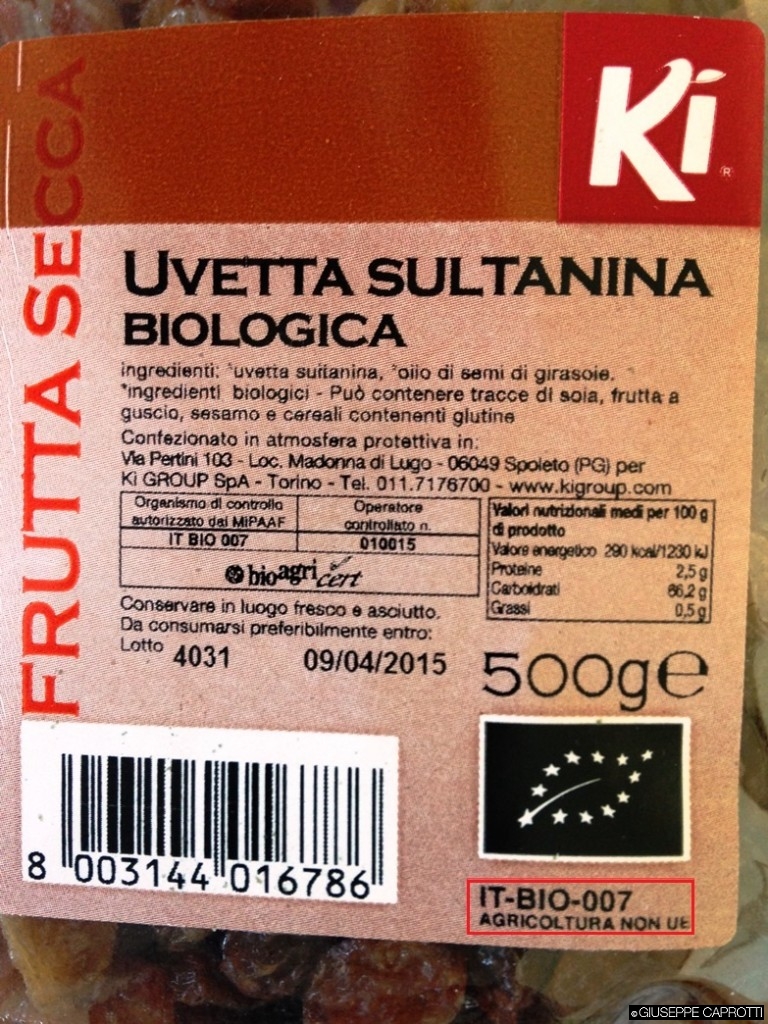 Ki®
FRUTTA SECCA
UVETTA SULTANINA
BIOLOGICA
ingredienti: *uvetta sultanina, *olio di semi di girasole.
*ingredienti biologici - Può contenere tracce di soia, frutta a
guscio, sesamo e cereali contenenti glutine
Confezionato in atmosfera protettiva in:
Via Pertini 103 - Loc. Madonna di Lugo - 06049 Spoleto (PG) per
Ki GROUP SpA - Torino - Tel. 011.7176700 - www.kigroup.com
Organismo di controllo
autorizzato dal MiPAAF
IT BIO 007
Operatore
controllato n.
010015
bioagricert
Valori nutrizionali medi per 100 g
di prodotto
Valore energetico 290 kcal/1230 kJ
Proteine 2,5 g
Carboidrati 66,2 g
Grassi 0,5 g
Conservare in luogo fresco e asciutto.
Da consumarsi preferibilmente entro:
Lotto 4031 09/04/2015
500g e
8 003144 016786
IT-BIO-007
AGRICOLTURA NON UE
©GIUSEPPE CAPROTTI